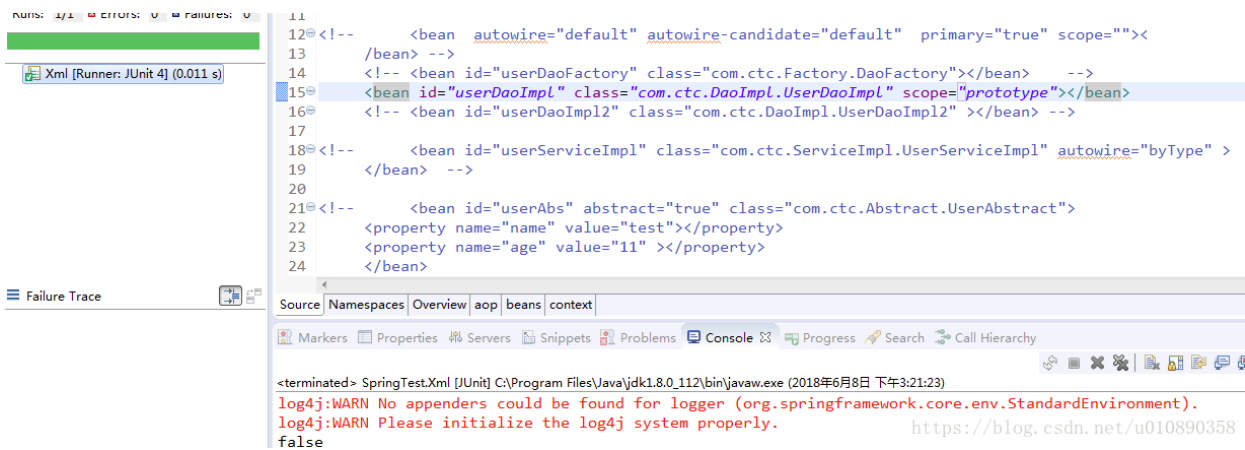 Runs: 1/1 Errors: 0 Failures: 0
Xml [Runner: JUnit 4] (0.011 s)
Failure Trace
11
12 <!-- <bean autowire="default" autowire-candidate="default" primary="true" scope=""><
13 /bean> -->
14 <!-- <bean id="userDaoFactory" class="com.ctc.Factory.DaoFactory"></bean> -->
15 <bean id="userDaoImpl" class="com.ctc.DaoImpl.UserDaoImpl" scope="prototype"></bean>
16 <!-- <bean id="userDaoImpl2" class="com.ctc.DaoImpl.UserDaoImpl2" ></bean> -->
17
18 <!-- <bean id="userServiceImpl" class="com.ctc.ServiceImpl.UserServiceImpl" autowire="byType" >
19 </bean> -->
20
21 <!-- <bean id="userAbs" abstract="true" class="com.ctc.Abstract.UserAbstract">
22 <property name="name" value="test"></property>
23 <property name="age" value="11" ></property>
24 </bean>
Source Namespaces Overview aop beans context
Markers Properties Servers Snippets Problems Console Progress Search Call Hierarchy
<terminated> SpringTest.Xml [JUnit] C:\Program Files\Java\jdk1.8.0_112\bin\javaw.exe (2018年6月8日 下午3:21:23)
log4j:WARN No appenders could be found for logger (org.springframework.core.env.StandardEnvironment).
log4j:WARN Please initialize the log4j system properly.
false
https://blog.csdn.net/u010890358